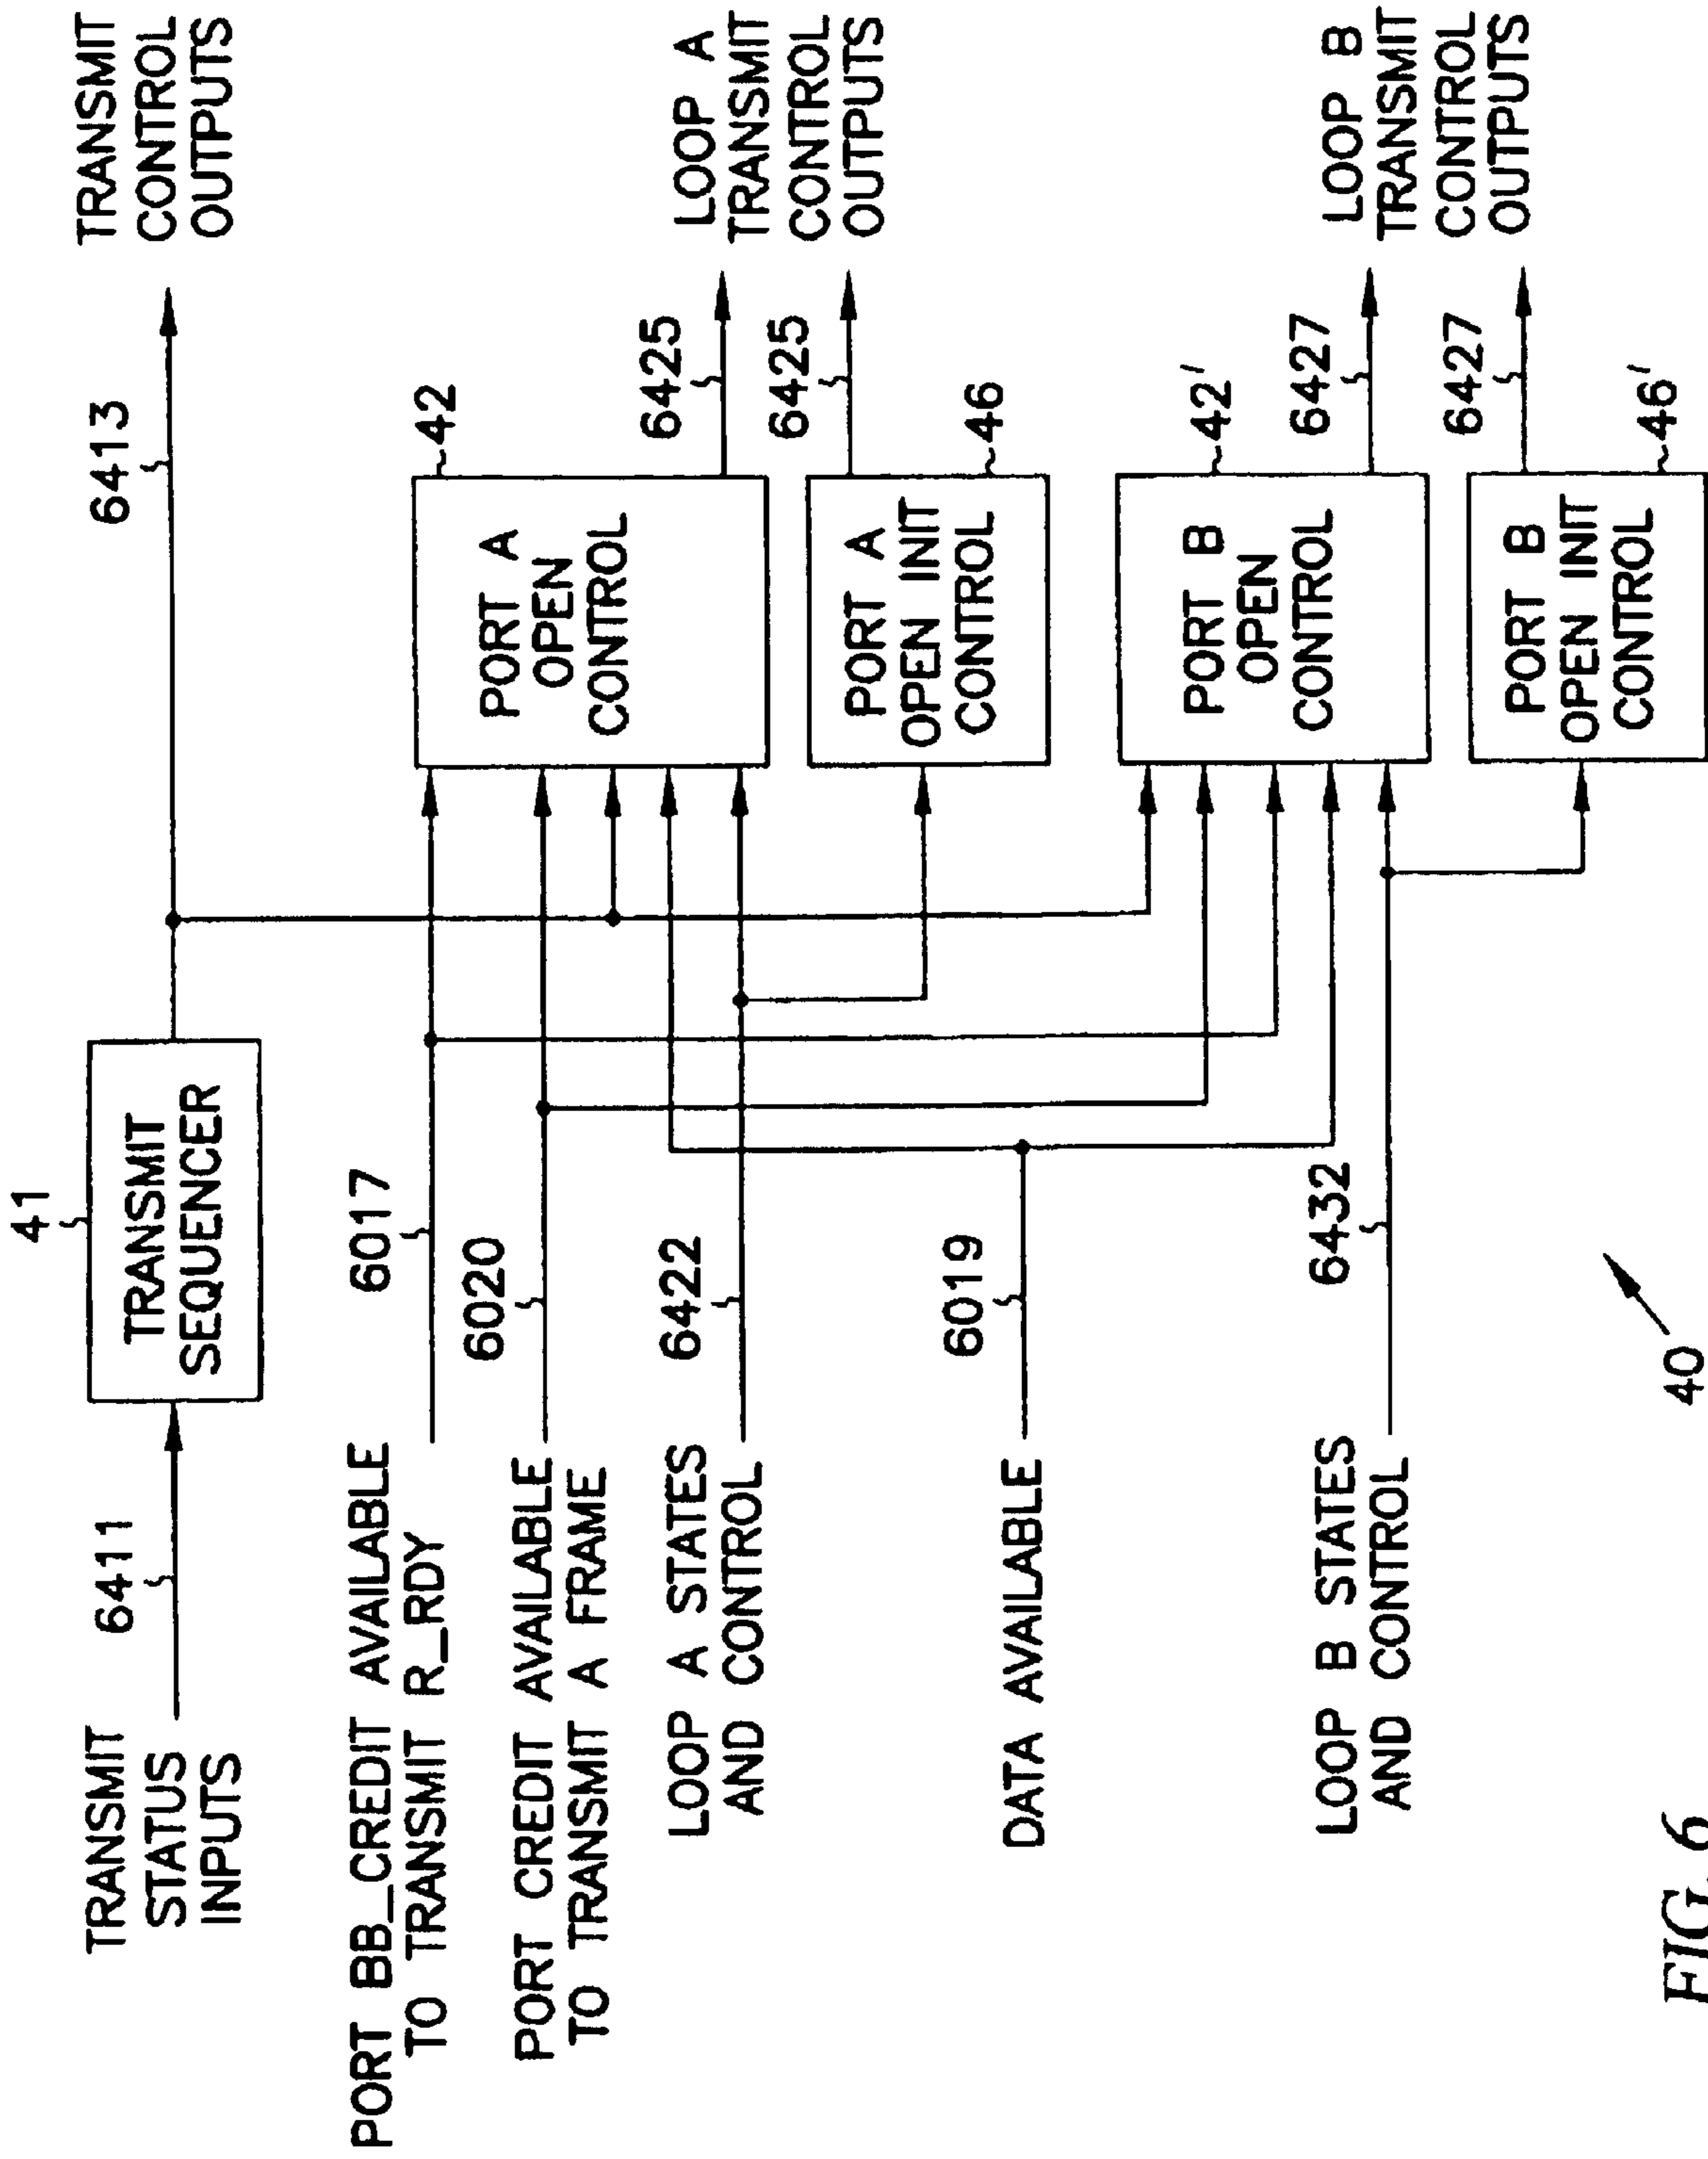 TRANSMIT
STATUS
INPUTS
6411
41
TRANSMIT
SEQUENCER
6413
TRANSMIT
CONTROL
OUTPUTS
PORT BB_CREDIT AVAILABLE
TO TRANSMIT R_RDY
6017
PORT CREDIT AVAILABLE
TO TRANSMIT A FRAME
6020
LOOP A STATES
AND CONTROL
6422
PORT A
OPEN
CONTROL
42
6425
LOOP A
TRANSMIT
CONTROL
OUTPUTS
6425
PORT A
OPEN INIT
CONTROL
46
DATA AVAILABLE
6019
LOOP B STATES
AND CONTROL
6432
PORT B
OPEN
CONTROL
42'
6427
LOOP B
TRANSMIT
CONTROL
OUTPUTS
6427
PORT B
OPEN INIT
CONTROL
46'
40
FIG. 6